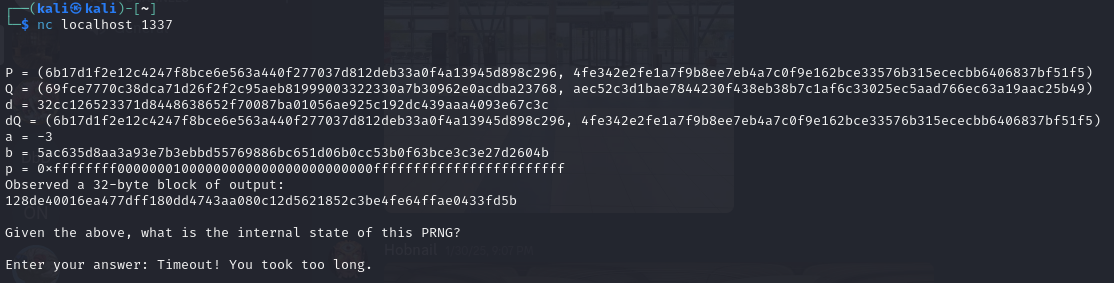 ┌──(kali㉿kali)-[~]
└─$ nc localhost 1337
P = (6b17d1f2e12c4247f8bce6e563a440f277037d812deb33a0f4a13945d898c296, 4fe342e2fe1a7f9b8ee7eb4a7c0f9e162bce33576b315ececbb6406837bf51f5)
Q = (69fce7770c38dca71d26f2f2c95aeb81999003322330a7b30962e0acdba23768, aec52c3d1bae7844230f438eb38b7c1af6c33025ec5aad766ec63a19aac25b49)
d = 32cc126523371d8448638652f70087ba01056ae925c192dc439aaa4093e67c3c
dQ = (6b17d1f2e12c4247f8bce6e563a440f277037d812deb33a0f4a13945d898c296, 4fe342e2fe1a7f9b8ee7eb4a7c0f9e162bce33576b315ececbb6406837bf51f5)
a = -3
b = 5ac635d8aa3a93e7b3ebbd55769886bc651d06b0cc53b0f63bce3c3e27d2604b
p = 0×ffffffff00000001000000000000000000000000ffffffffffffffffffffffff
Observed a 32-byte block of output:
128de40016ea477dff180dd4743aa080c12d5621852c3be4fe64ffae0433fd5b
Given the above, what is the internal state of this PRNG?
Hobnail
Enter your answer: Timeout! You took too long.